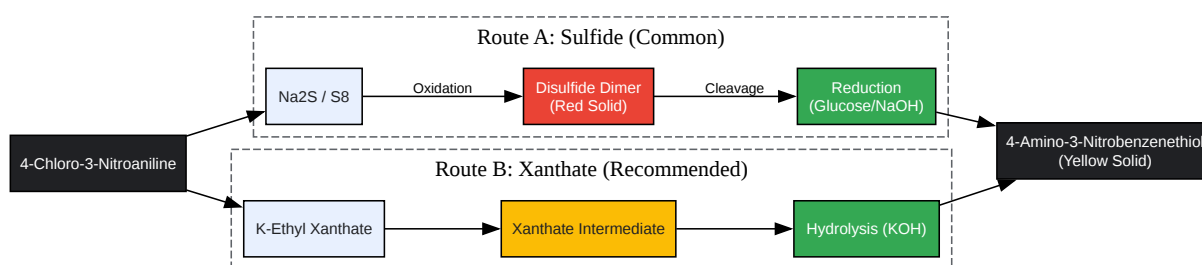 Route A: Sulfide (Common)
Na2S / S8
Oxidation
Disulfide Dimer
(Red Solid)
Cleavage
Reduction
(Glucose/NaOH)
4-Chloro-3-Nitroaniline
4-Amino-3-Nitrobenzenethiol
(Yellow Solid)
Route B: Xanthate (Recommended)
K-Ethyl Xanthate
Xanthate Intermediate
Hydrolysis (KOH)